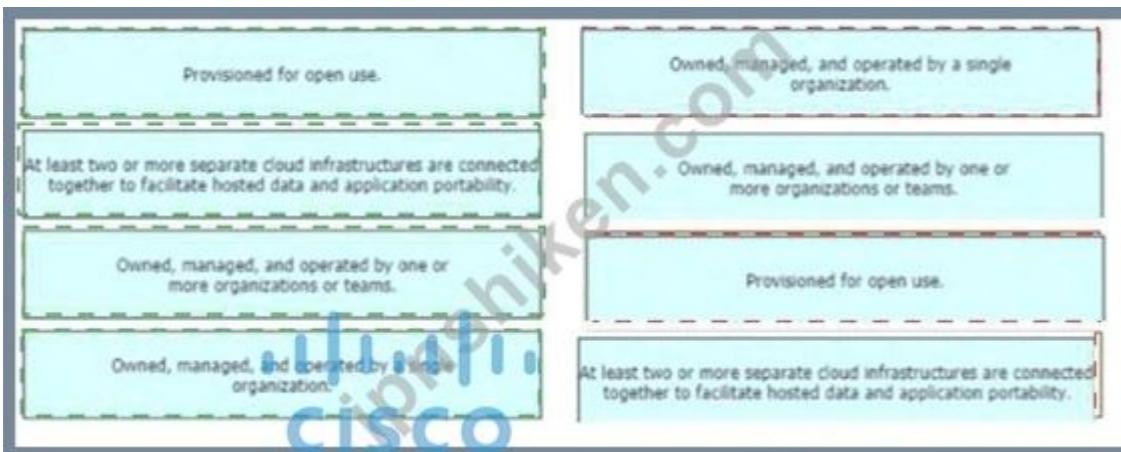 Provisioned for open use.
At least two or more separate cloud infrastructures are connected
together to facilitate hosted data and application portability.
Owned, managed, and operated by one or
more organizations or teams.
Owned, managed, and operated by a single
organization.
Owned, managed, and operated by a single
organization.
Owned, managed, and operated by one or
more organizations or teams.
Provisioned for open use.
At least two or more separate cloud infrastructures are connected
together to facilitate hosted data and application portability.
CISCO
jpnshiken.com